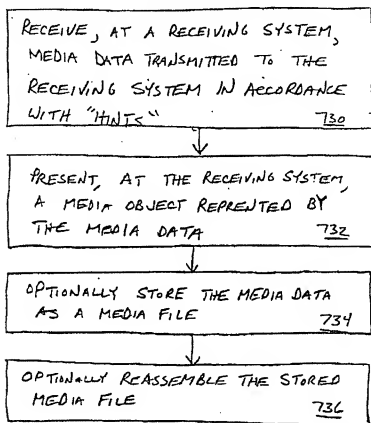 RECEIVE, AT A RECEIVING SYSTEM,
MEDIA DATA TRANSMITTED TO THE
RECEIVING SYSTEM IN ACCORDANCE
WITH "HINTS"
730
PRESENT, AT THE RECEIVING SYSTEM,
A MEDIA OBJECT REPRENTED BY
THE MEDIA DATA
732
OPTIONALLY STORE THE MEDIA DATA
AS A MEDIA FILE
734
OPTIONALLY REASSEMBLE THE STORED
MEDIA FILE
736